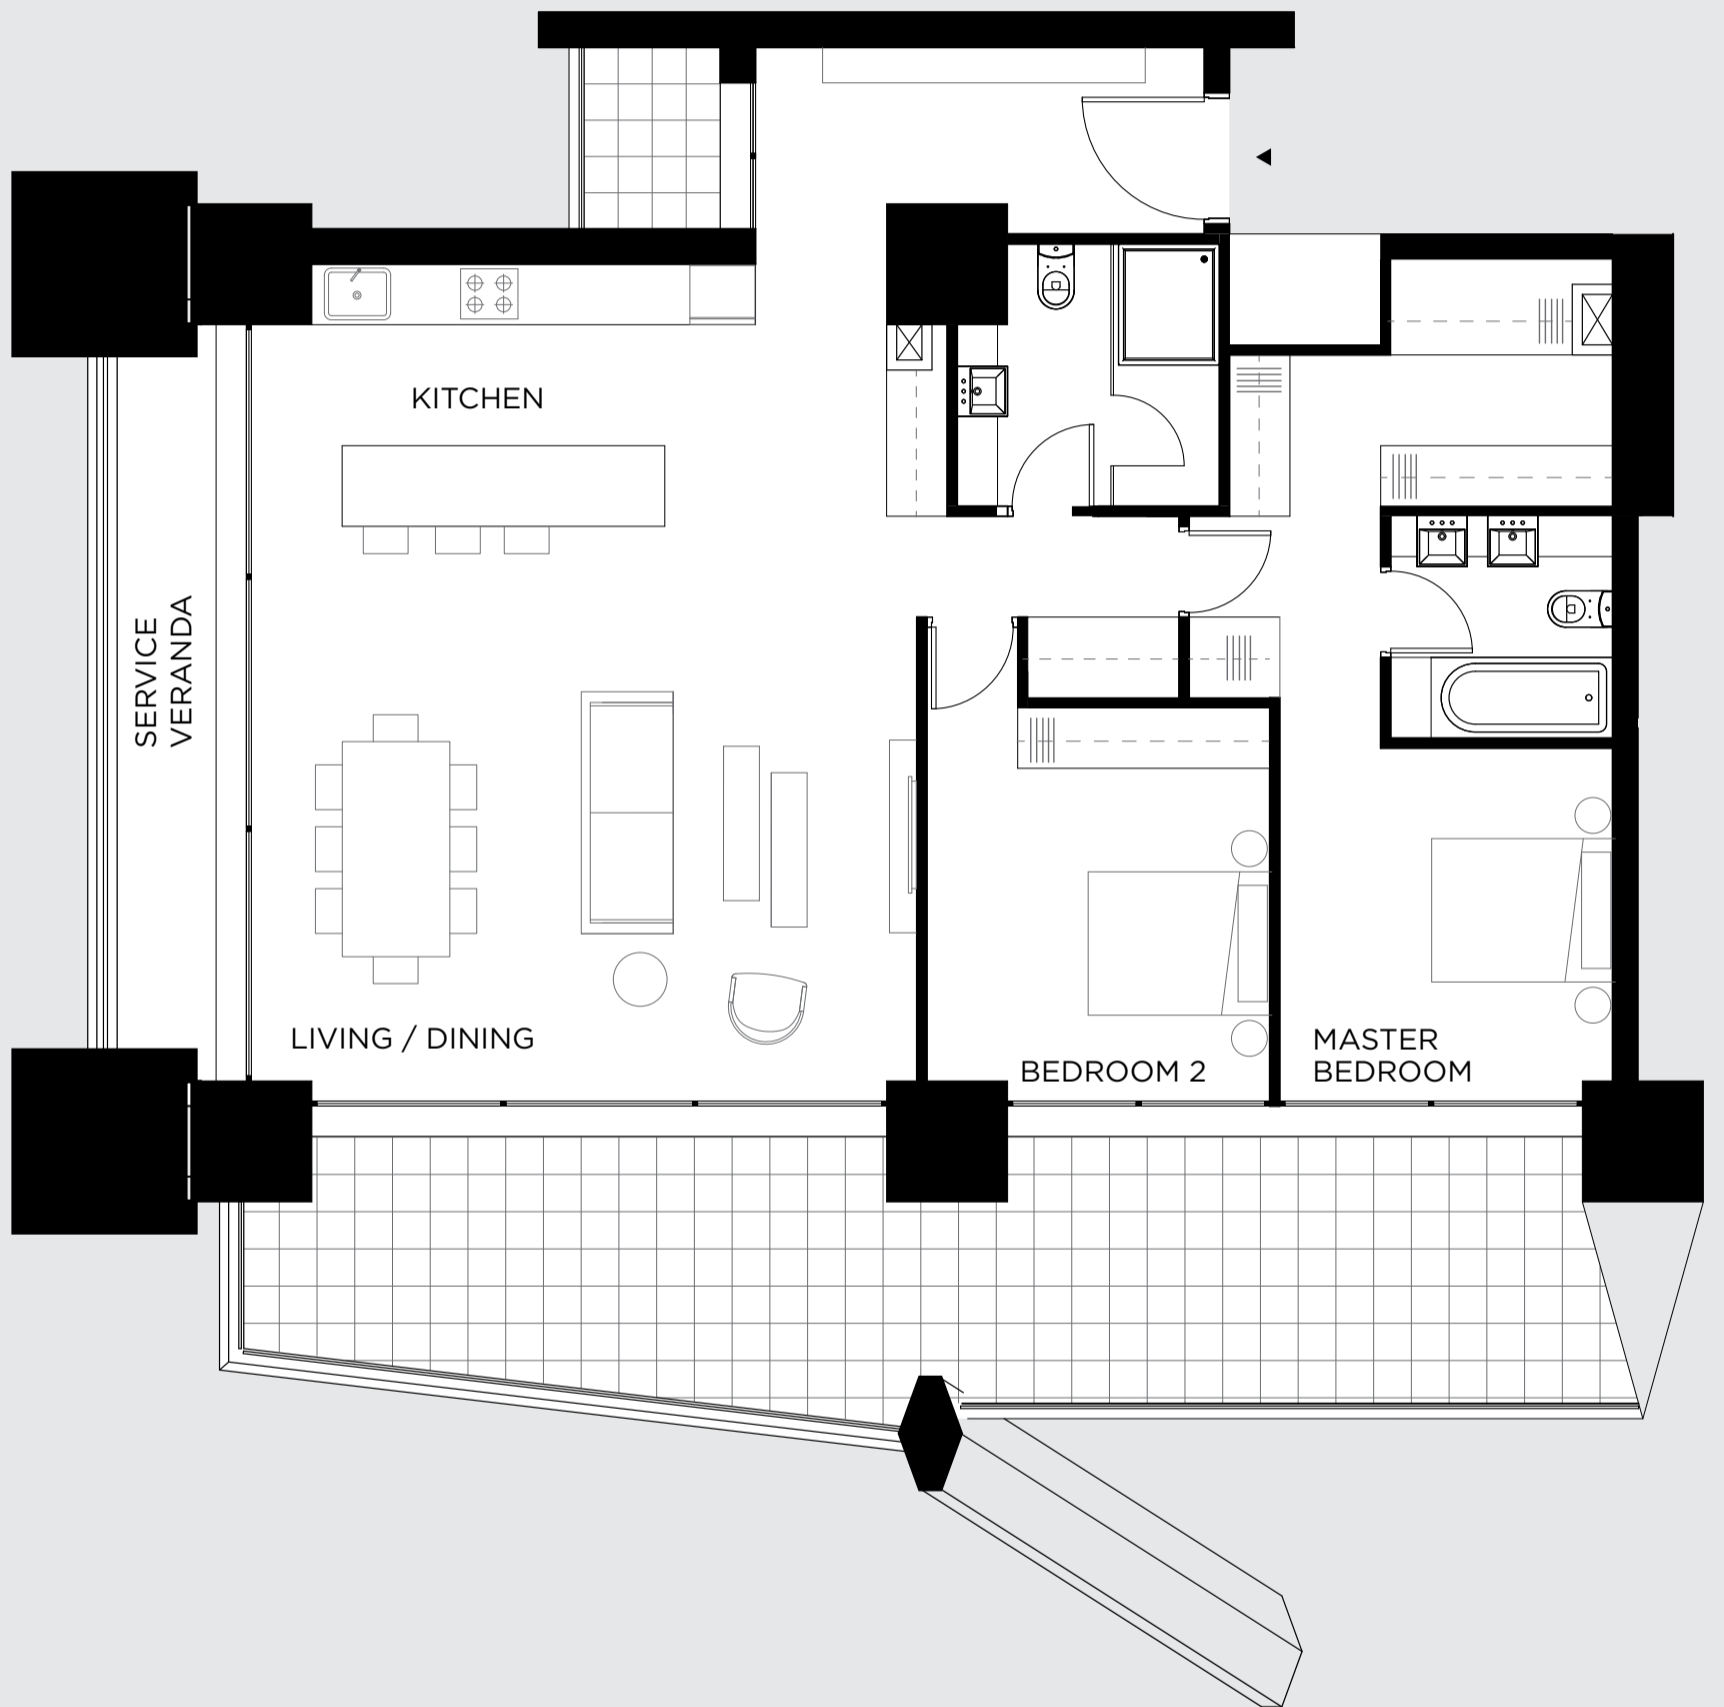 KITCHEN
SERVICE
VERANDA
LIVING / DINING
BEDROOM 2
MASTER
BEDROOM